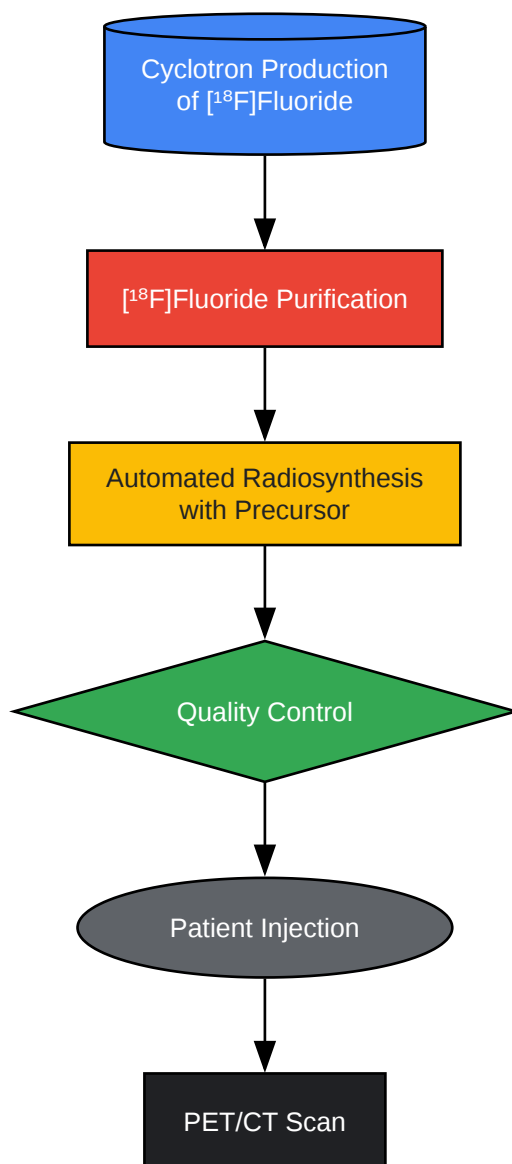 Cyclotron Production
of [¹⁸F]Fluoride
[¹⁸F]Fluoride Purification
Automated Radiosynthesis
with Precursor
Quality Control
Patient Injection
PET/CT Scan